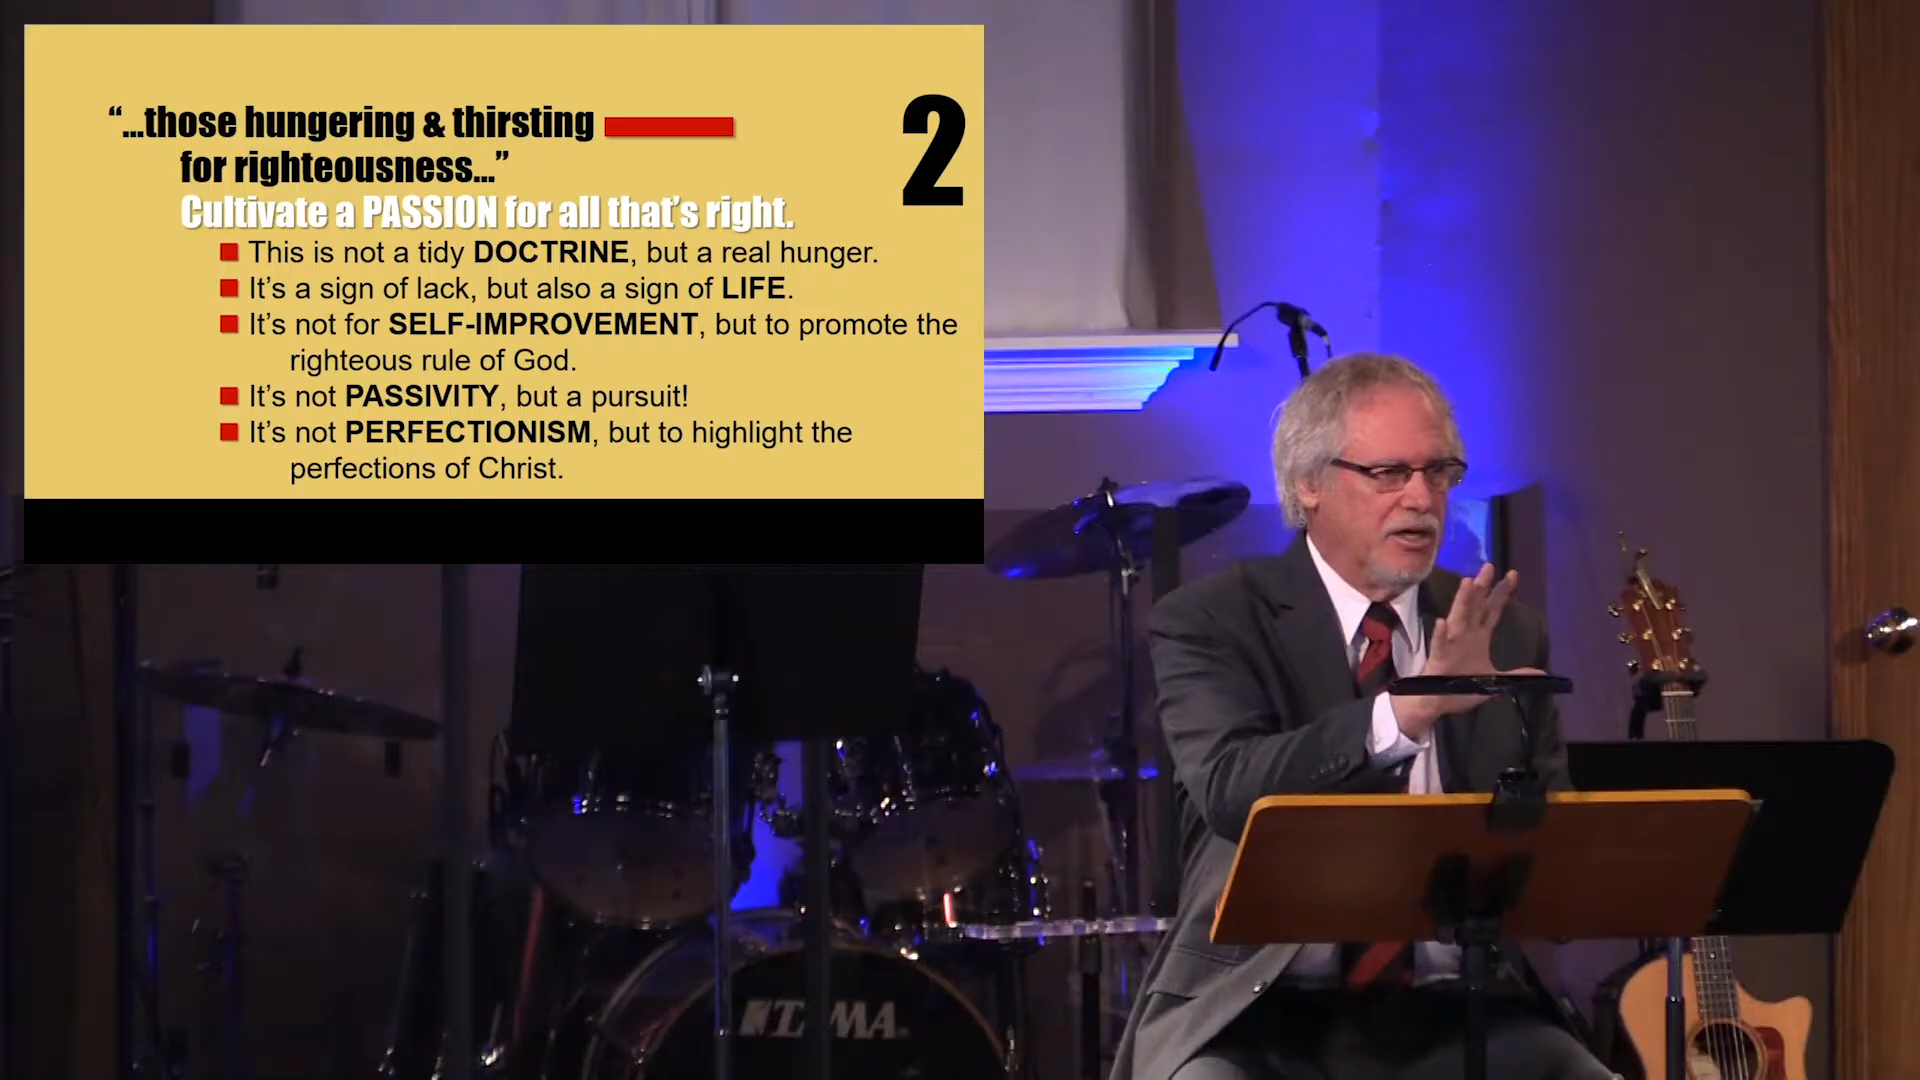 “...those hungering & thirsting
2
for righteousness...”
Cultivate a PASSION for all that’s right.
This is not a tidy DOCTRINE, but a real hunger.
It’s a sign of lack, but also a sign of LIFE.
It’s not for SELF-IMPROVEMENT, but to promote the
righteous rule of God.
It’s not PASSIVITY, but a pursuit!
It’s not PERFECTIONISM, but to highlight the
perfections of Christ.
TAMA